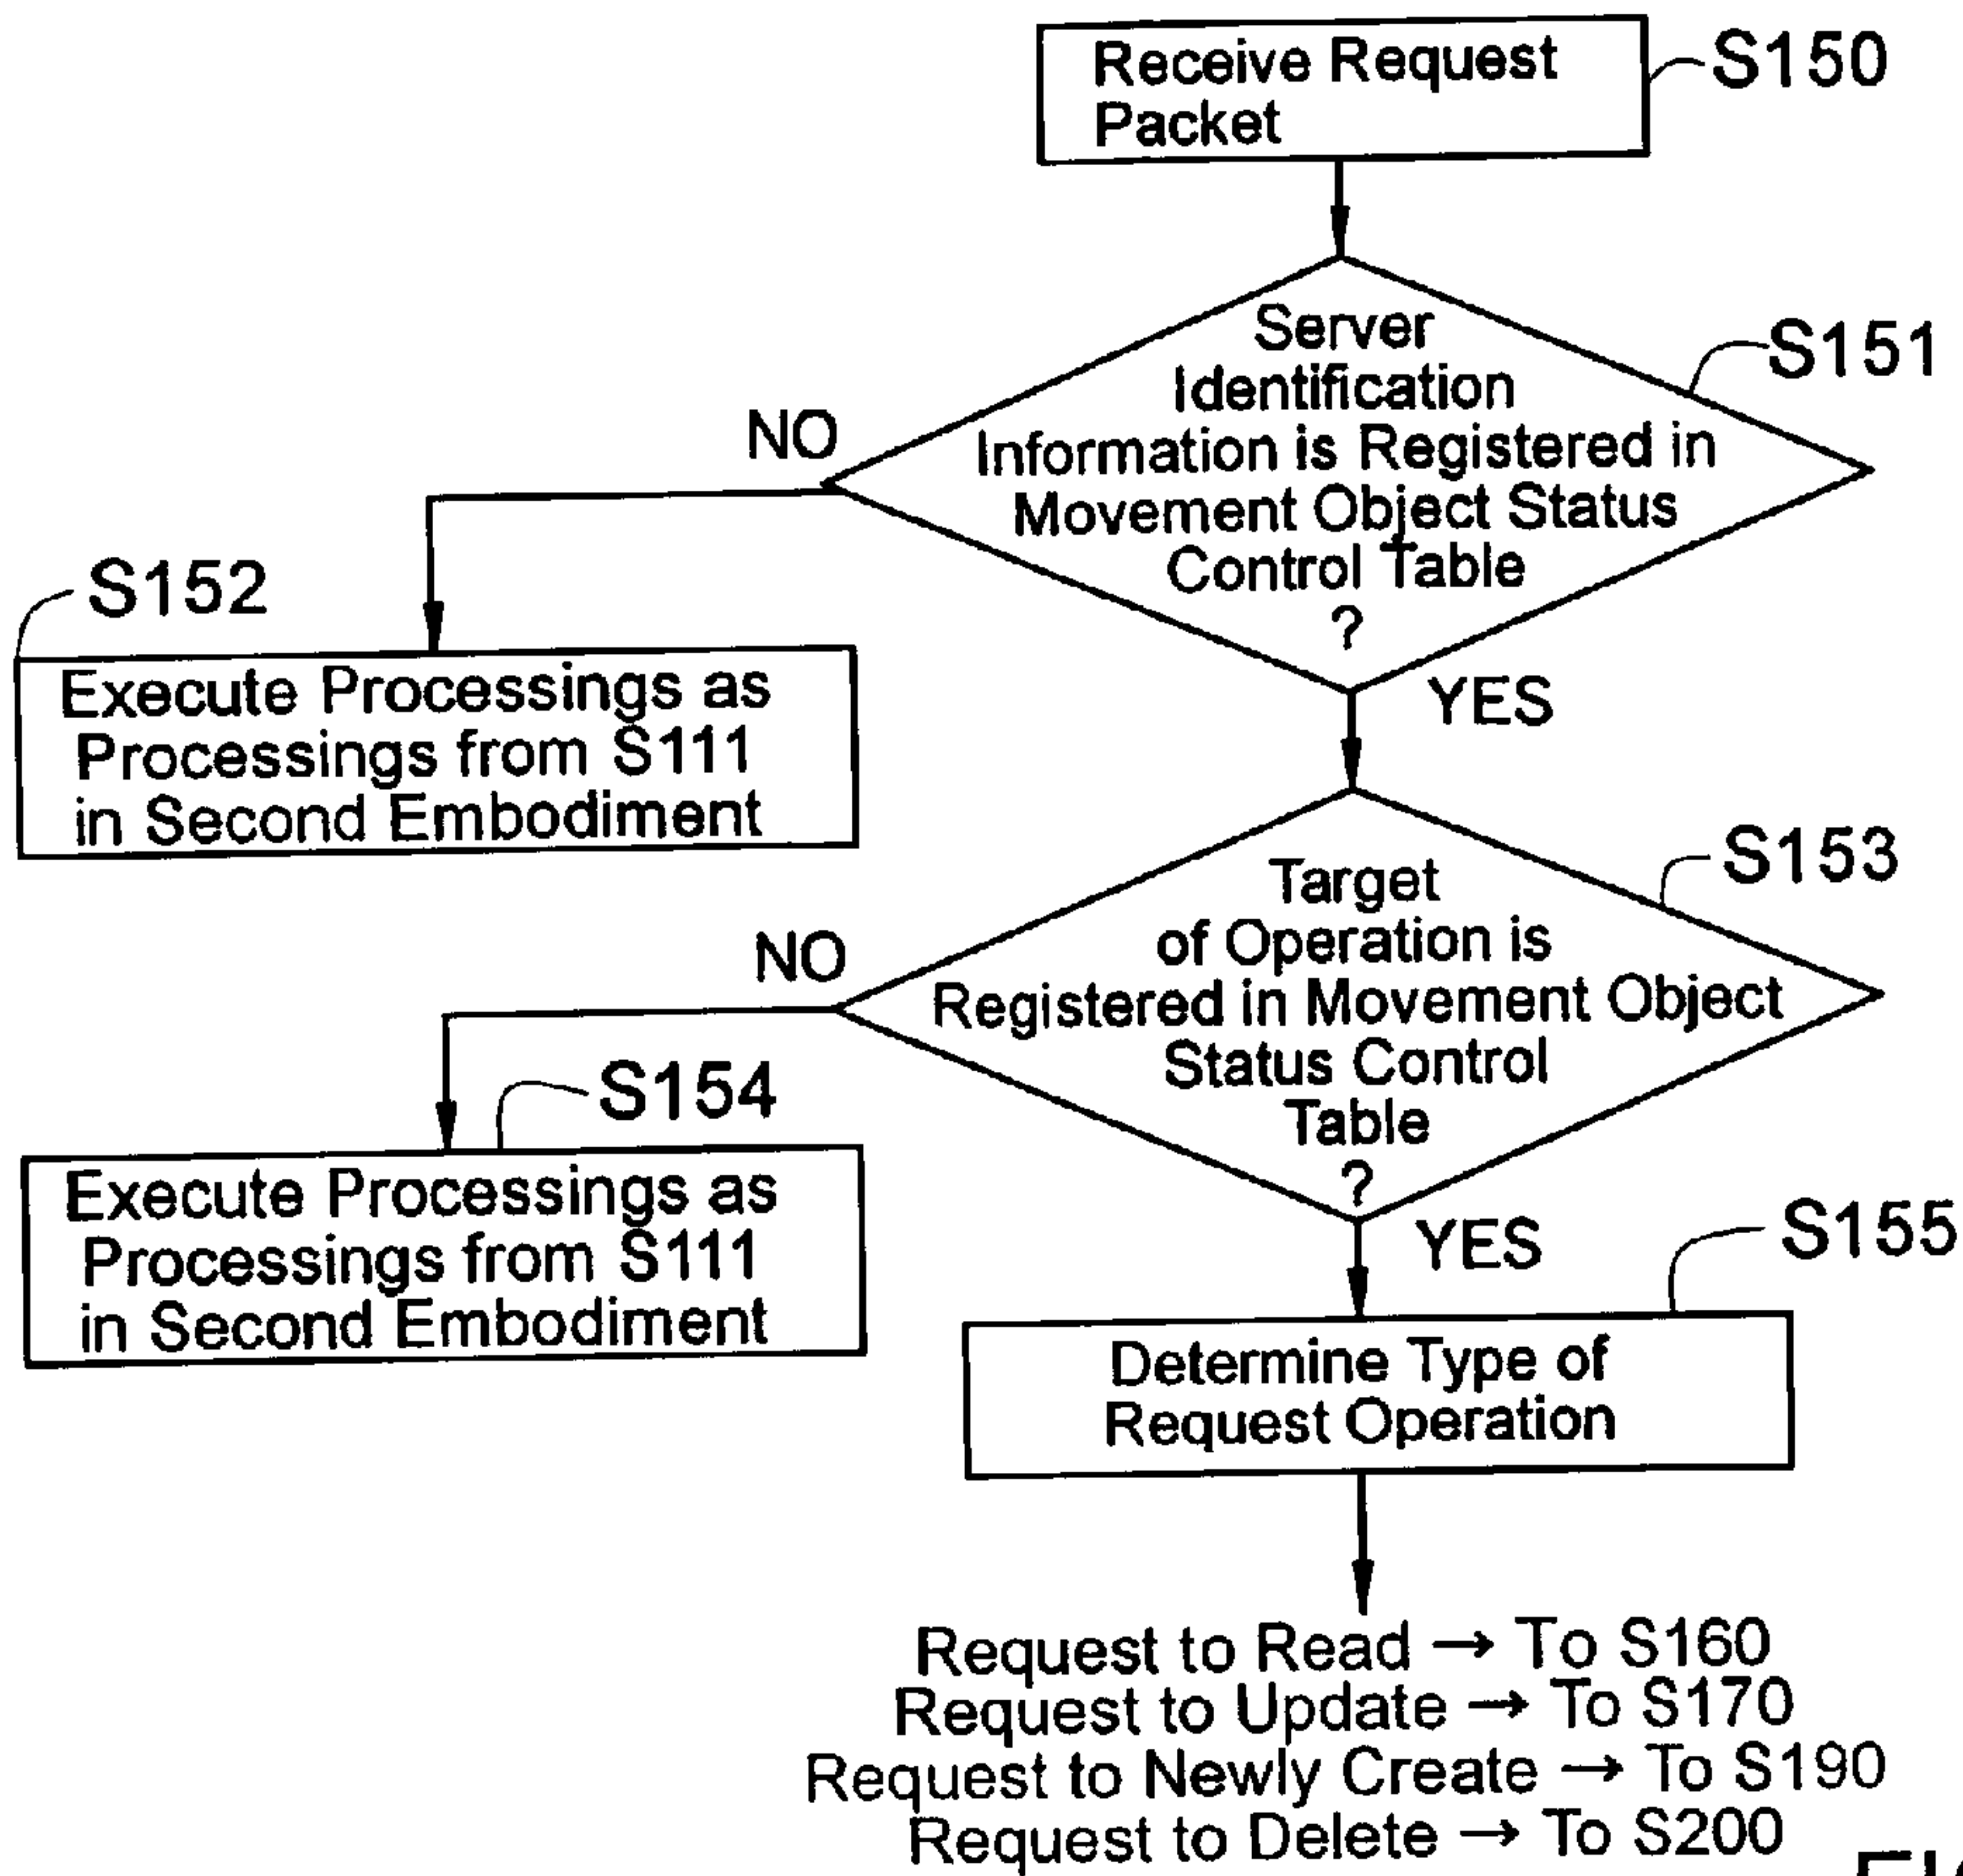 Receive Request
Packet
S150
Server
Identification
Information is Registered in
Movement Object Status
Control Table
?
S151
NO
YES
S152
Execute Processings as
Processings from S111
in Second Embodiment
Target
of Operation is
Registered in Movement Object
Status Control
Table
?
S153
NO
YES
S154
Execute Processings as
Processings from S111
in Second Embodiment
S155
Determine Type of
Request Operation
Request to Read → To S160
Request to Update → To S170
Request to Newly Create → To S190
Request to Delete → To S200